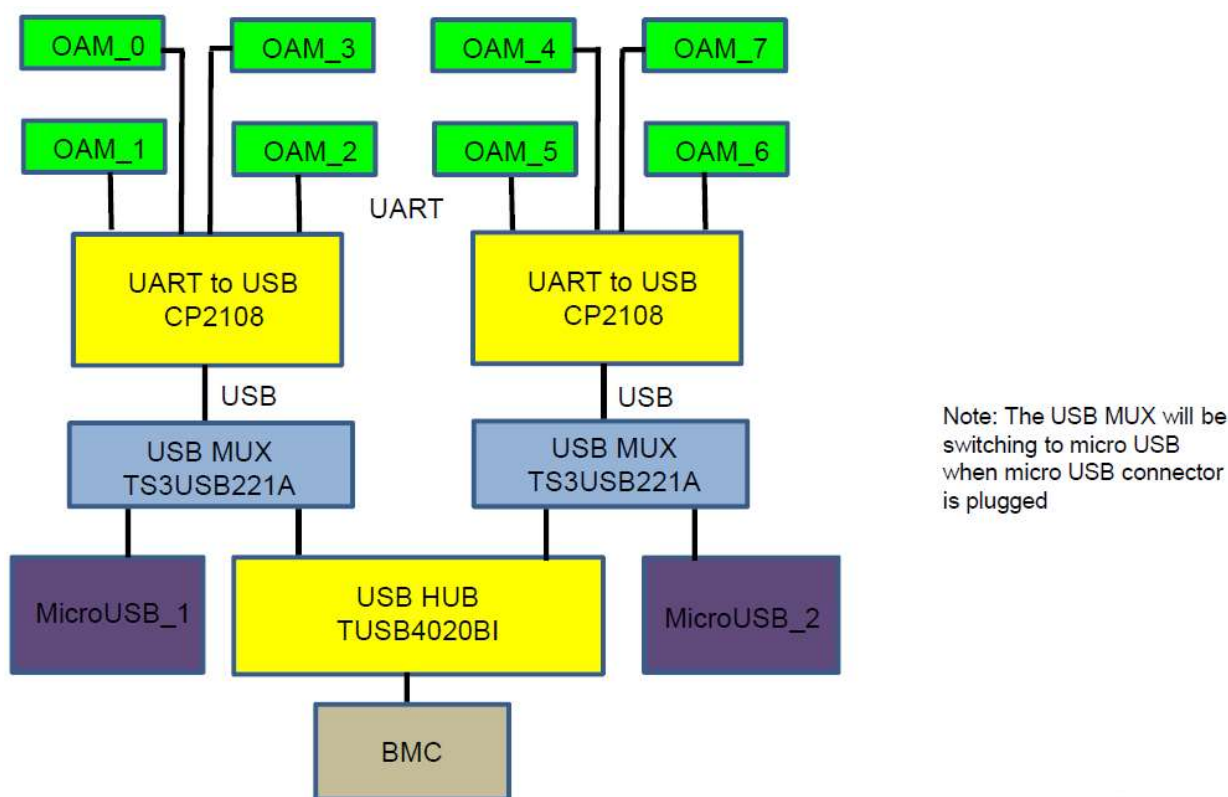 OAM_0
OAM_3
OAM_4
OAM_7
OAM_1
OAM_2
OAM_5
OAM_6
UART
UART to USB
CP2108
UART to USB
CP2108
USB
USB
USB MUX
TS3USB221A
USB MUX
TS3USB221A
Note: The USB MUX will be
switching to micro USB
when micro USB connector
is plugged
MicroUSB_1
USB HUB
TUSB4020BI
MicroUSB_2
BMC